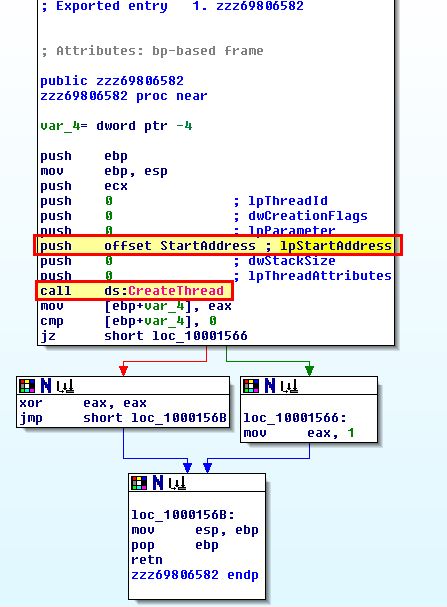 ; Exported entry   1. zzz69806582
; Attributes: bp-based frame
public zzz69806582
zzz69806582 proc near
var_4= dword ptr -4
push    ebp
mov     ebp, esp
push    ecx
push    0               ; lpThreadId
push    0               ; dwCreationFlags
push    0               ; lpParameter
push    offset StartAddress ; lpStartAddress
push    0               ; dwStackSize
push    0               ; lpThreadAttributes
call    ds:CreateThread
mov     [ebp+var_4], eax
cmp     [ebp+var_4], 0
jz      short loc_10001566
xor     eax, eax
jmp     short loc_1000156B
loc_10001566:
mov     eax, 1
loc_1000156B:
mov     esp, ebp
pop     ebp
retn
zzz69806582 endp